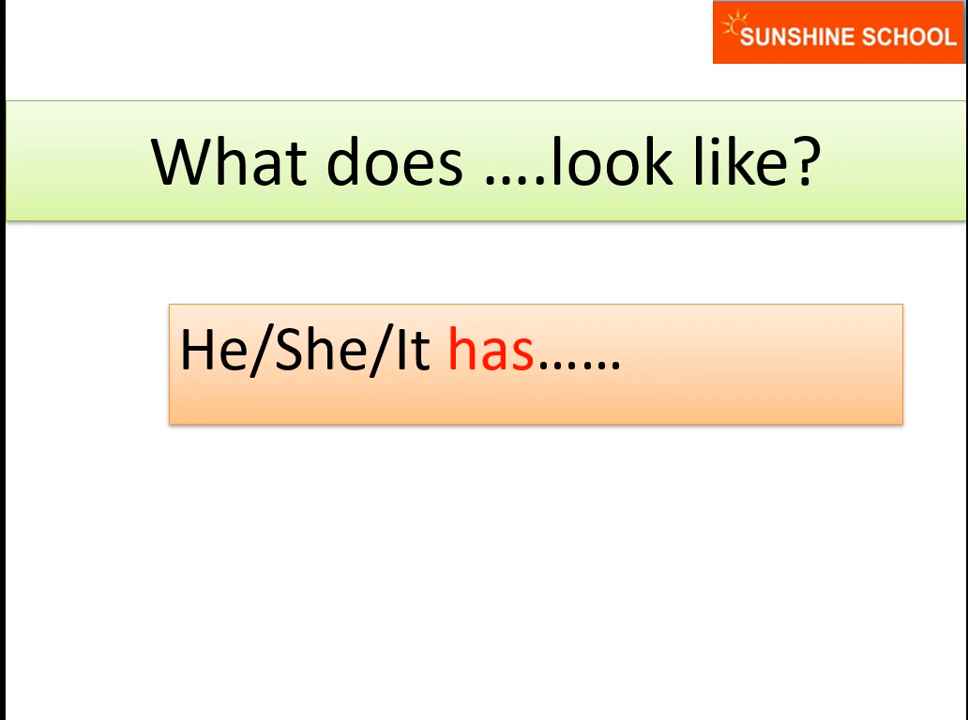 SUNSHINE SCHOOL
What does ....look like?
He/She/It has......